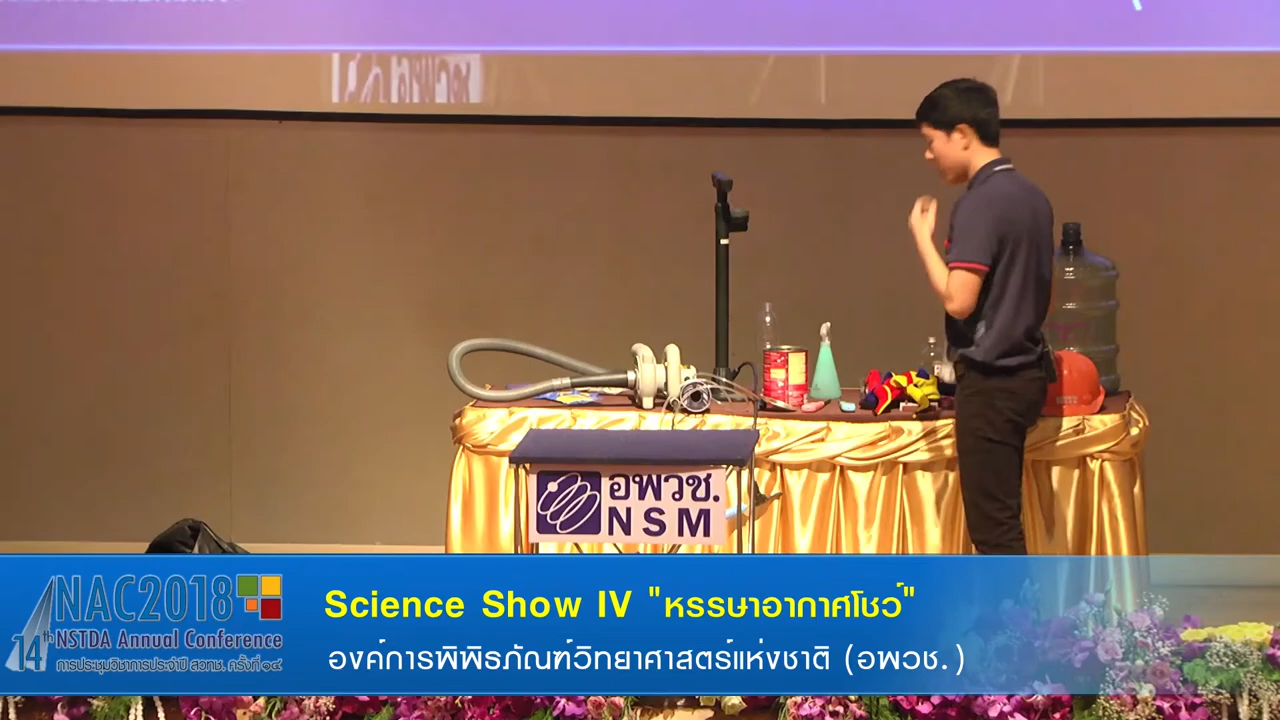 อพวช
อพวช.
NSM
NAC2018
14th NSTDA Annual Conference
การประชุมวิชาการประจำปี สวทช. ครั้งที่ ๑๔
Science Show IV "หรรษาอากาศโชว์"
องค์การพิพิธภัณฑ์วิทยาศาสตร์แห่งชาติ (อพวช.)